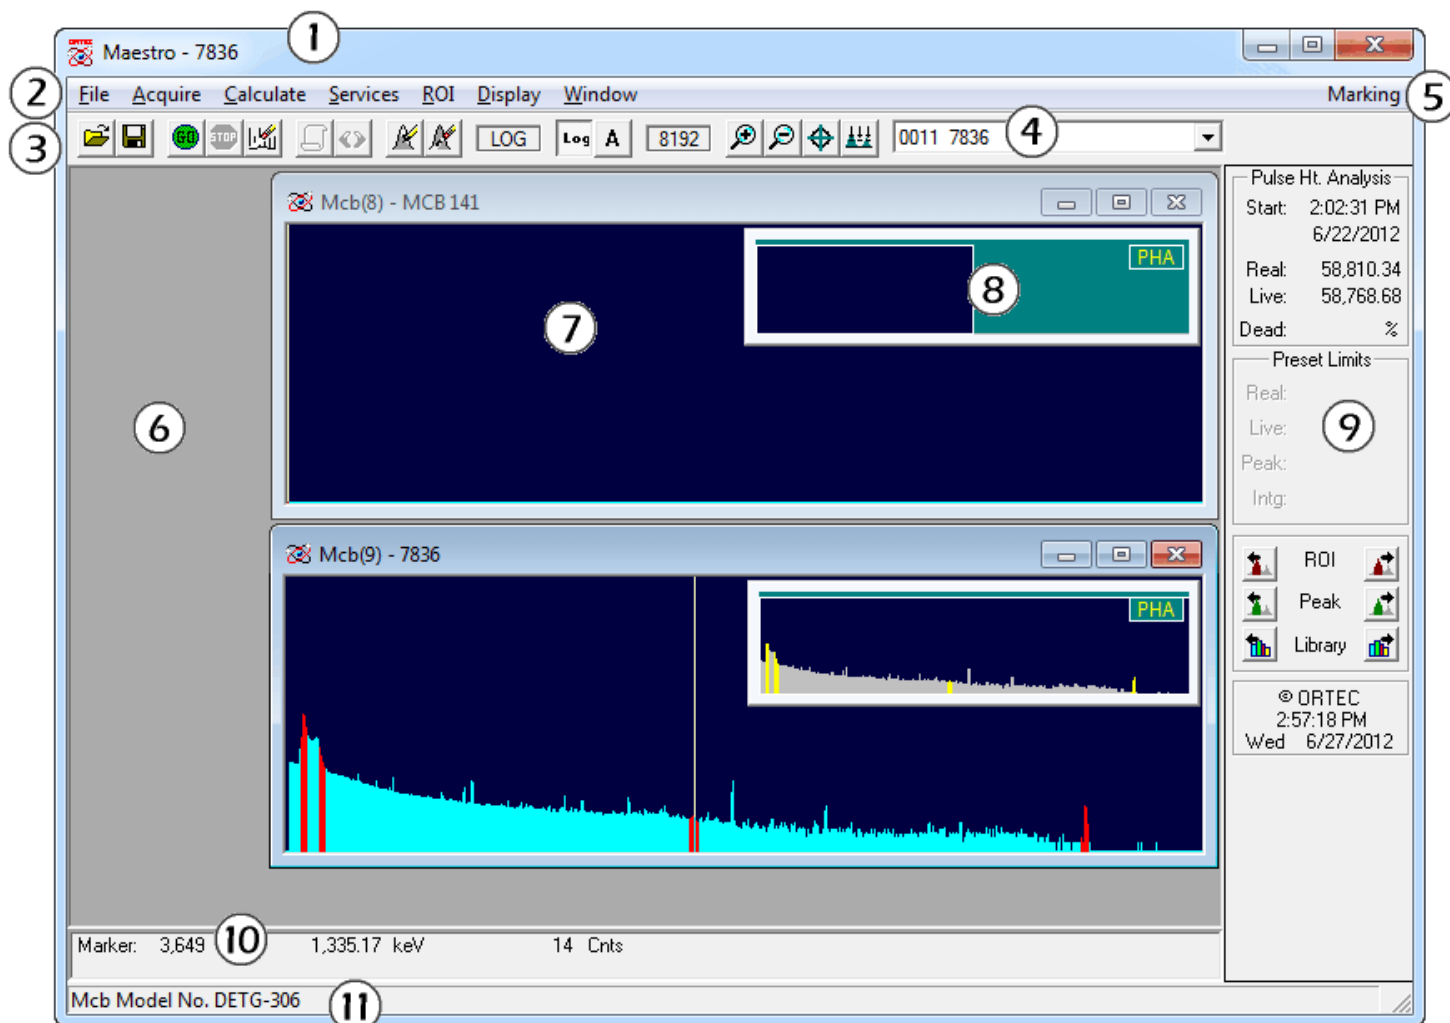 1
Maestro - 7836
2
File Acquire Calculate Services ROI Display Window Marking
5
3
GO STOP LOG Log A 8192 0011 7836
4
Mcb(8) - MCB 141
PHA
7
8
6
Mcb(9) - 7836
PHA
Pulse Ht. Analysis
Start: 2:02:31 PM
6/22/2012
Real: 58,810.34
Live: 58,768.68
Dead: %
Preset Limits
Real:
Live:
9
Peak:
Intg:
ROI
Peak
Library
© ORTEC
2:57:18 PM
Wed 6/27/2012
Marker: 3,649 1,335.17 keV 14 Cnts
10
Mcb Model No. DETG-306
11